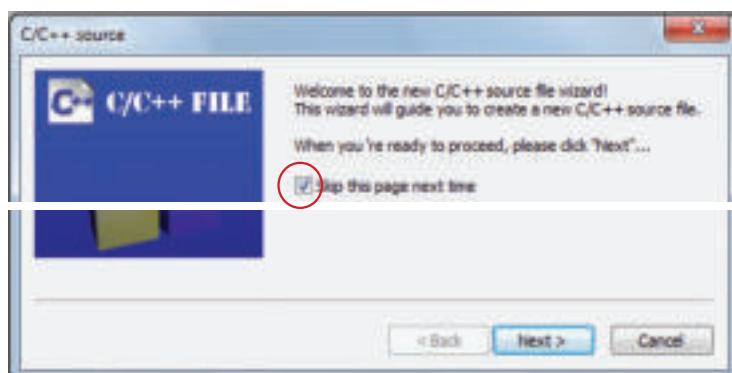 C/C++ source
C++ C/C++ FILE
Welcome to the new C/C++ source file wizard!
This wizard will guide you to create a new C/C++ source file.
When you 're ready to proceed, please click "Next"...
Skip this page next time
< Back Next > Cancel